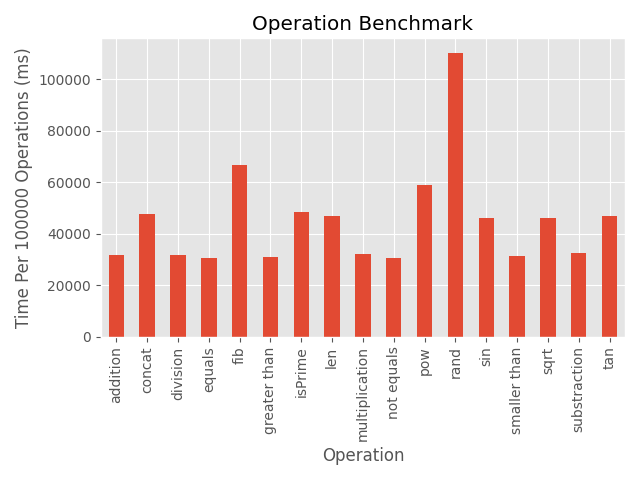 Operation Benchmark
Time Per 100000 Operations (ms)
100000
80000
60000
40000
20000
0
addition
concat
division
equals
fib
greater than
isPrime
len
multiplication
not equals
pow
rand
sin
smaller than
sqrt
substraction
tan
Operation